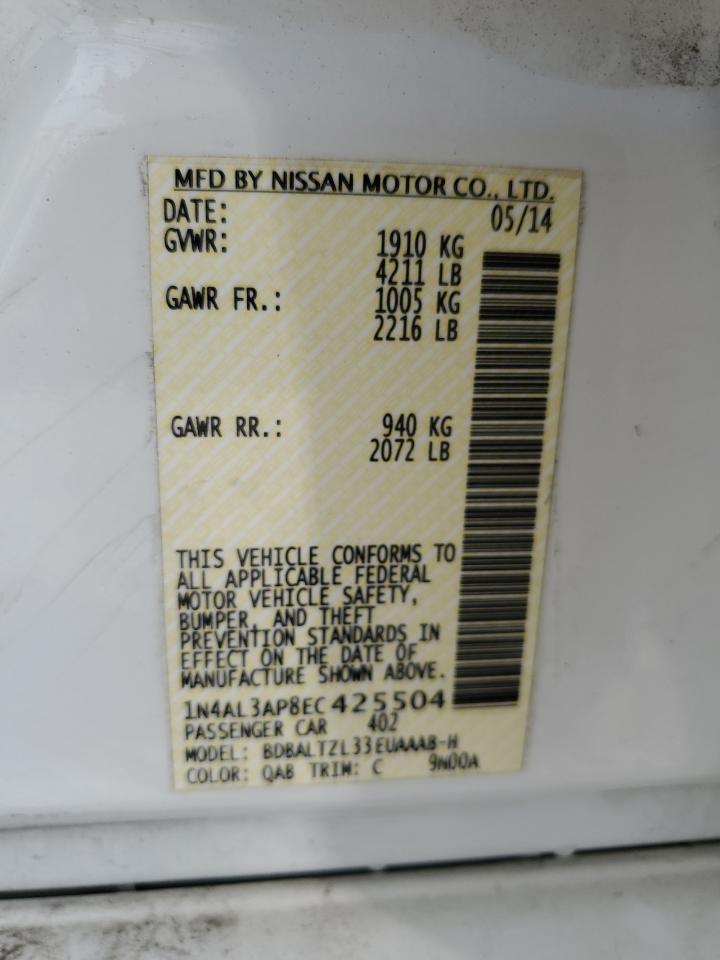 MFD BY NISSAN MOTOR CO., LTD.
DATE: 05/14
GVWR: 1910 KG
4211 LB
GAWR FR.: 1005 KG
2216 LB
GAWR RR.: 940 KG
2072 LB
THIS VEHICLE CONFORMS TO
ALL APPLICABLE FEDERAL
MOTOR VEHICLE SAFETY,
BUMPER, AND THEFT
PREVENTION STANDARDS IN
EFFECT ON THE DATE OF
MANUFACTURE SHOWN ABOVE.
1N4AL3AP8EC425504
PASSENGER CAR 402
MODEL: BDBALTZL33EUAAAB-H
COLOR: QAB TRIM: C 9N00A